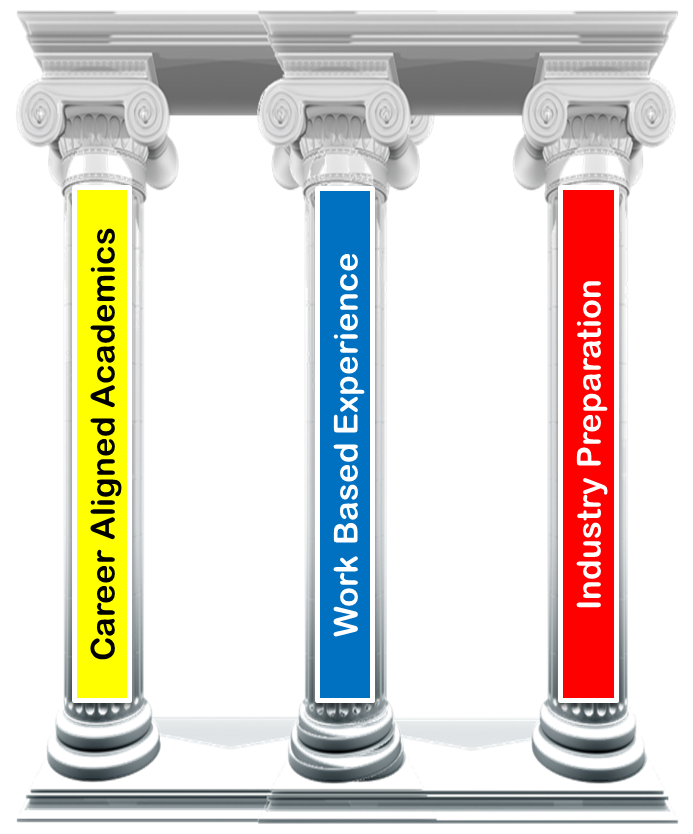 Career Aligned Academics
Work Based Experience
Industry Preparation